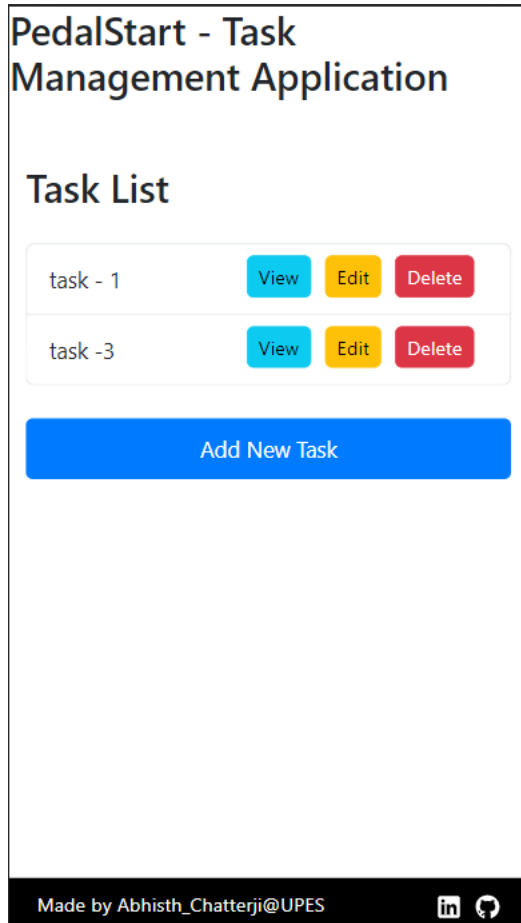 PedalStart - Task
Management Application
Task List
task - 1 View Edit Delete
task -3 View Edit Delete
Add New Task
Made by Abhisth_Chatterji@UPES in